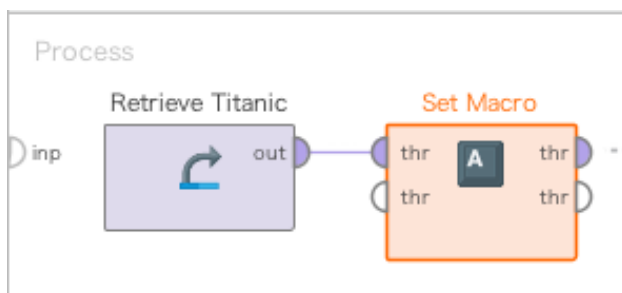 Process
Retrieve Titanic
Set Macro
inp
out
thr
A
thr
thr
thr